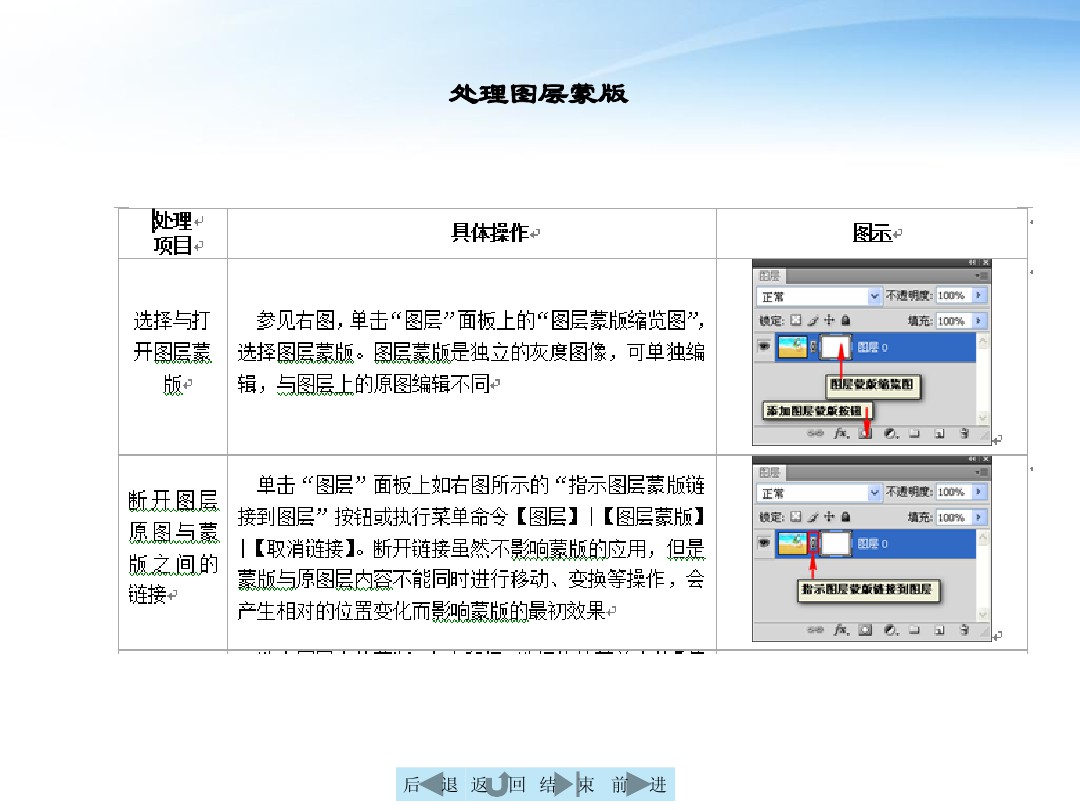 处理图层蒙版
处理
项目
具体操作
图示
选择与打
开图层蒙
版
参见右图，单击“图层”面板上的“图层蒙版缩览图”，
选择图层蒙版。图层蒙版是独立的灰度图像，可单独编
辑，与图层上的原图编辑不同
图层
正常
不透明度: 100%
锁定:
填充: 100%
图层 0
图层蒙版缩览图
添加图层蒙版按钮
断开图层
原图与蒙
版之间的
链接
单击“图层”面板上如右图所示的“指示图层蒙版链
接到图层”按钮或执行菜单命令【图层】|【图层蒙版】
|【取消链接】。断开链接虽然不影响蒙版的应用，但是
蒙版与原图层内容不能同时进行移动、变换等操作，会
产生相对的位置变化而影响蒙版的最初效果
图层
正常
不透明度: 100%
锁定:
填充: 100%
图层 0
指示图层蒙版链接到图层
后退 返回 结束 前进